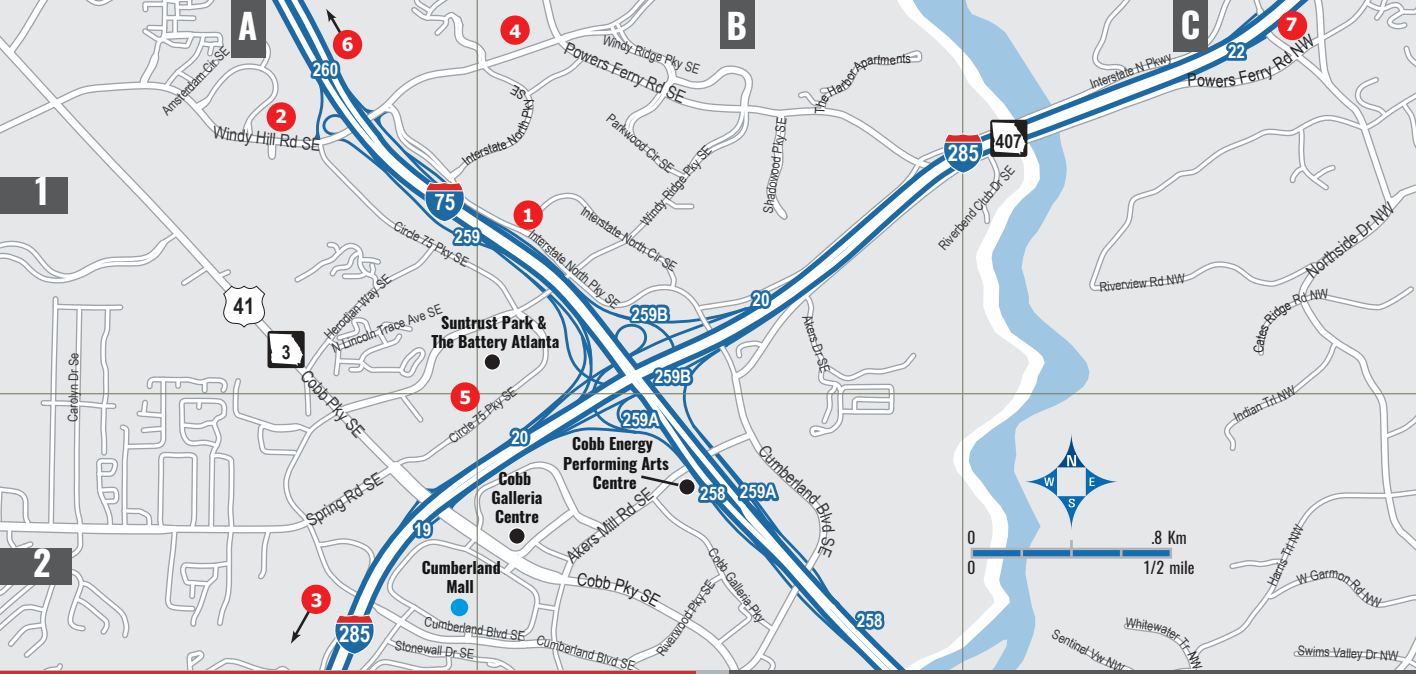 A
B
C
1
2
6
4
7
2
1
5
3
260
22
Windy Ridge Pky SE
Powers Ferry Rd SE
The Harbor Apartments
Interstate N Pkwy
Powers Ferry Rd NW
Amsterdam Cir SE
Windy Hill Rd SE
Interstate North Pky SE
Parkwood Cir SE
Windy Ridge Pky SE
Shadowood Pky SE
285
407
Riverbend Club Dr SE
75
259
Circle 75 Pky SE
Interstate North Pky SE
Interstate North Cir SE
Northside Dr NW
Riverview Rd NW
Cates Ridge Rd NW
41
3
Herodian Way SE
N Lincoln Trace Ave SE
Suntrust Park &
The Battery Atlanta
259B
20
Akers Dr SE
259B
Carolyn Dr Se
Cobb Pky SE
Circle 75 Pky SE
259A
Indian Trl NW
20
Cobb Energy
Performing Arts
Centre
258
259A
Cumberland Blvd SE
Cobb
Galleria
Centre
Akers Mill Rd SE
Spring Rd SE
19
N
W
E
S
0
.8 Km
0
1/2 mile
Cumberland
Mall
Cobb Pky SE
Cobb Galleria Pky
Riverwood Pky SE
Harris Trl NW
W Garmon Rd NW
285
Cumberland Blvd SE
Cumberland Blvd SE
Stonewall Dr SE
258
Whitewater Tr NW
Sentinel Vw NW
Swims Valley Dr NW